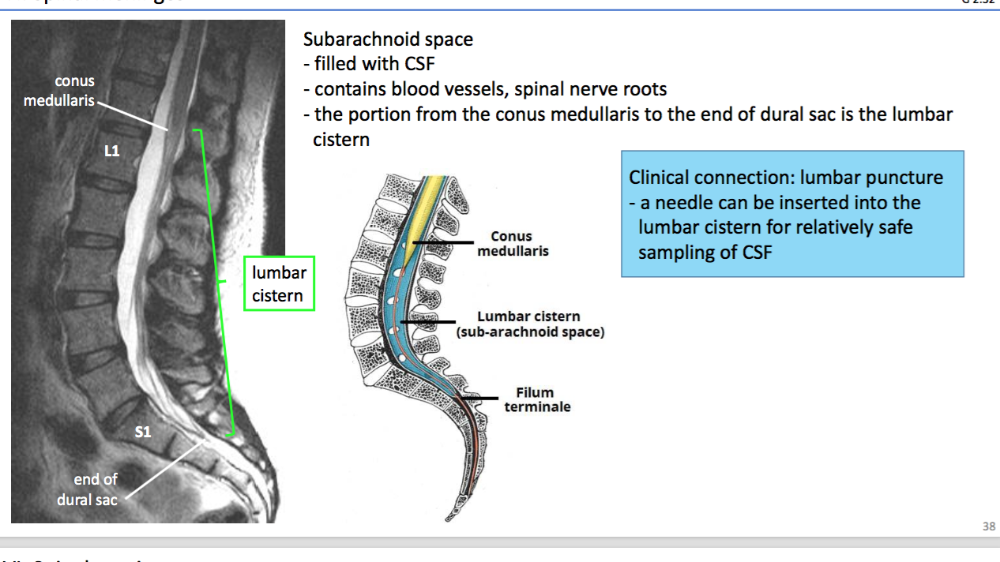 G 2.32
Subarachnoid space
- filled with CSF
- contains blood vessels, spinal nerve roots
- the portion from the conus medullaris to the end of dural sac is the lumbar
cistern
conus
medullaris
L1
lumbar
cistern
S1
end of
dural sac
Conus
medullaris
Lumbar cistern
(sub-arachnoid space)
Filum
terminale
Clinical connection: lumbar puncture
- a needle can be inserted into the
lumbar cistern for relatively safe
sampling of CSF
38